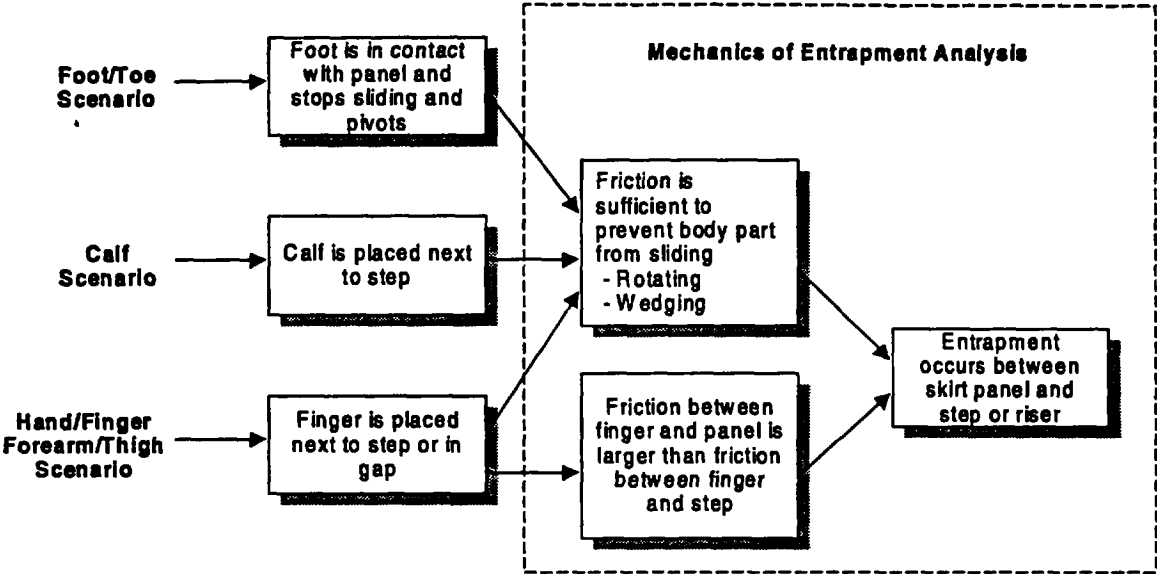 Mechanics of Entrapment Analysis
Foot/Toe
Scenario
Foot is in contact
with panel and
stops sliding and
pivots
Calf
Scenario
Calf is placed next
to step
Friction is
sufficient to
prevent body part
from sliding
- Rotating
- Wedging
Hand/Finger
Forearm/Thigh
Scenario
Finger is placed
next to step or in
gap
Friction between
finger and panel is
larger than friction
between finger
and step
Entrapment
occurs between
skirt panel and
step or riser